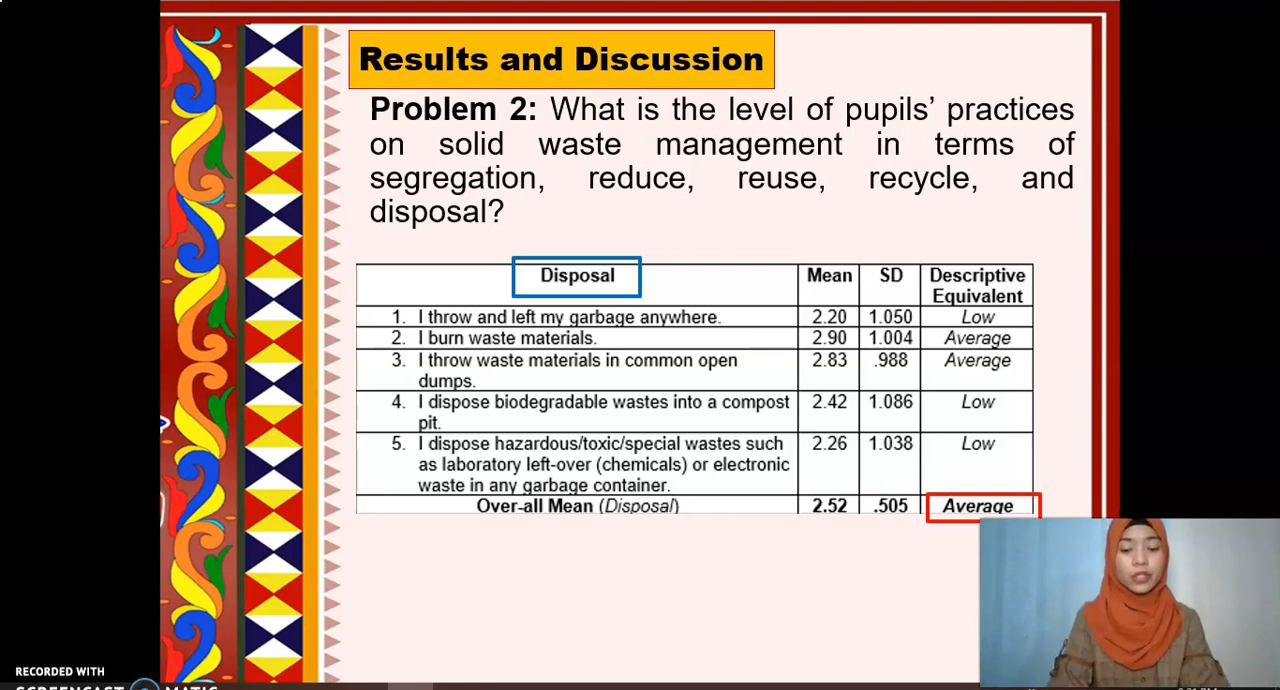 Results and Discussion
Problem 2: What is the level of pupils’ practices
on solid waste management in terms of
segregation, reduce, reuse, recycle, and
disposal?
Disposal Mean SD Descriptive
Equivalent
1. I throw and left my garbage anywhere. 2.20 1.050 Low
2. I burn waste materials. 2.90 1.004 Average
3. I throw waste materials in common open 2.83 .988 Average
dumps.
4. I dispose biodegradable wastes into a compost 2.42 1.086 Low
pit.
5. I dispose hazardous/toxic/special wastes such 2.26 1.038 Low
as laboratory left-over (chemicals) or electronic
waste in any garbage container.
Over-all Mean (Disposal) 2.52 .505 Average
RECORDED WITH
SCREENCAST MATIC